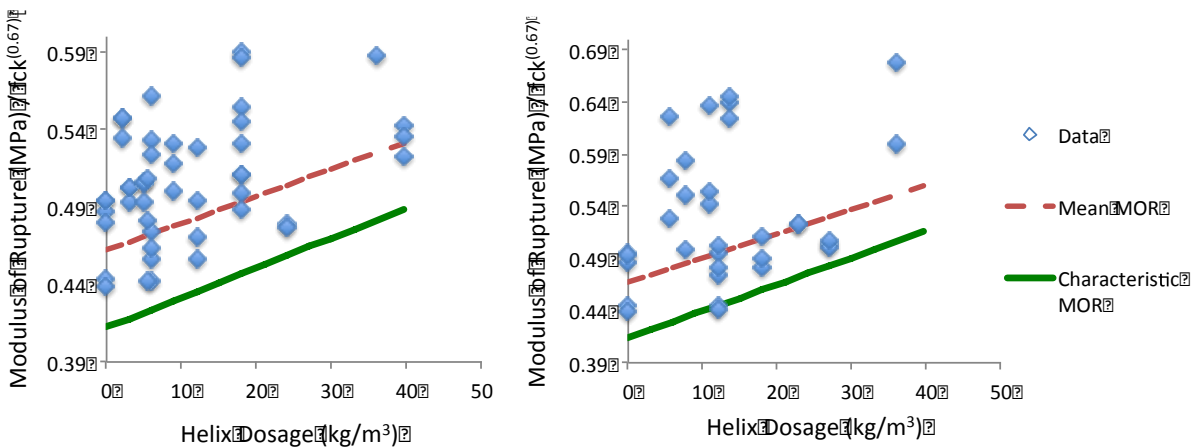 Modulus of Rupture (MPa) / fck(0.67)
0.59
0.54
0.49
0.44
0.39
0 10 20 30 40 50
Helix Dosage (kg/m³)
Modulus of Rupture (MPa) / fck(0.67)
0.69
0.64
0.59
0.54
0.49
0.44
0.39
0 10 20 30 40 50
Helix Dosage (kg/m³)
Data
Mean MOR
Characteristic
MOR